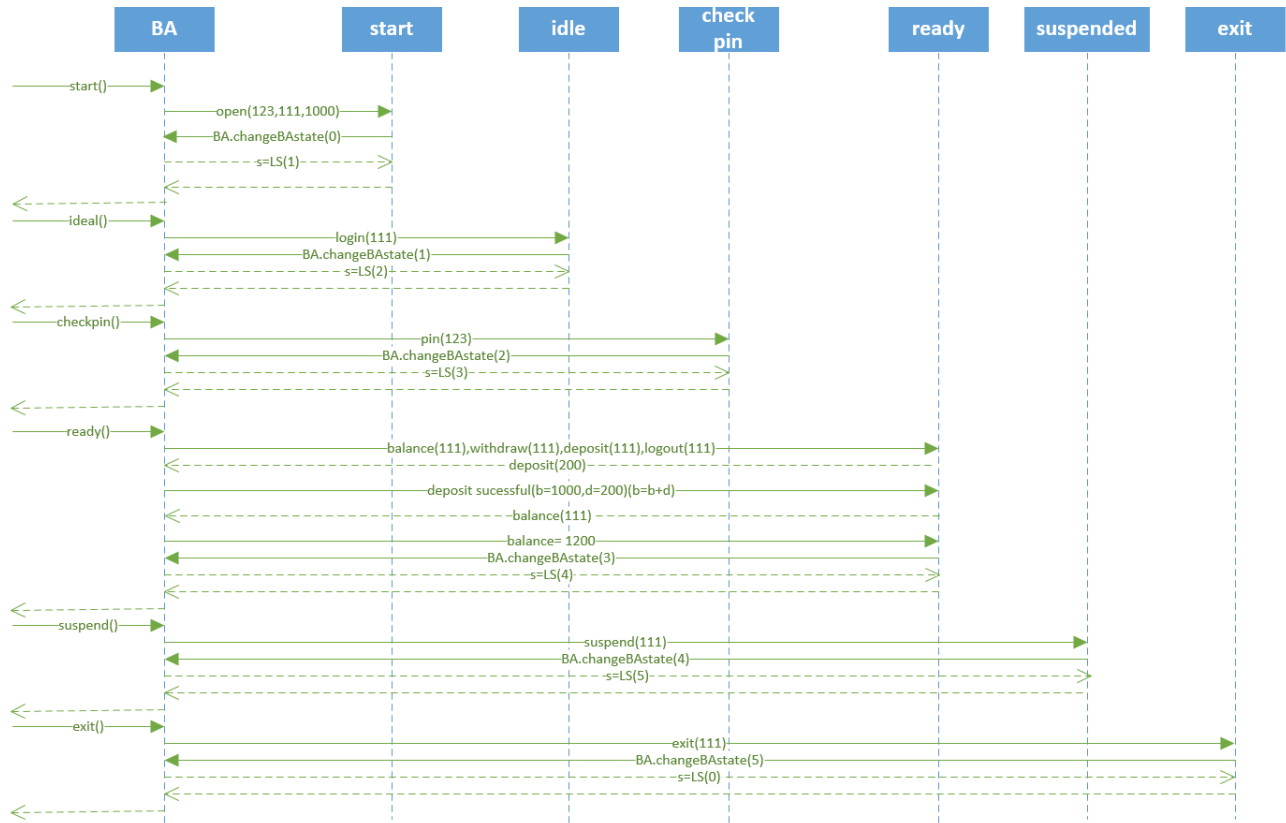 BA
start
idle
check
pin
ready
suspended
exit
start()
open(123,111,1000)
BA.changeBAstate(0)
s=LS(1)
ideal()
login(111)
BA.changeBAstate(1)
s=LS(2)
checkpin()
pin(123)
BA.changeBAstate(2)
s=LS(3)
ready()
balance(111),withdraw(111),deposit(111),logout(111)
deposit(200)
deposit sucessful(b=1000,d=200)(b=b+d)
balance(111)
balance= 1200
BA.changeBAstate(3)
s=LS(4)
suspend()
suspend(111)
BA.changeBAstate(4)
s=LS(5)
exit()
exit(111)
BA.changeBAstate(5)
s=LS(0)